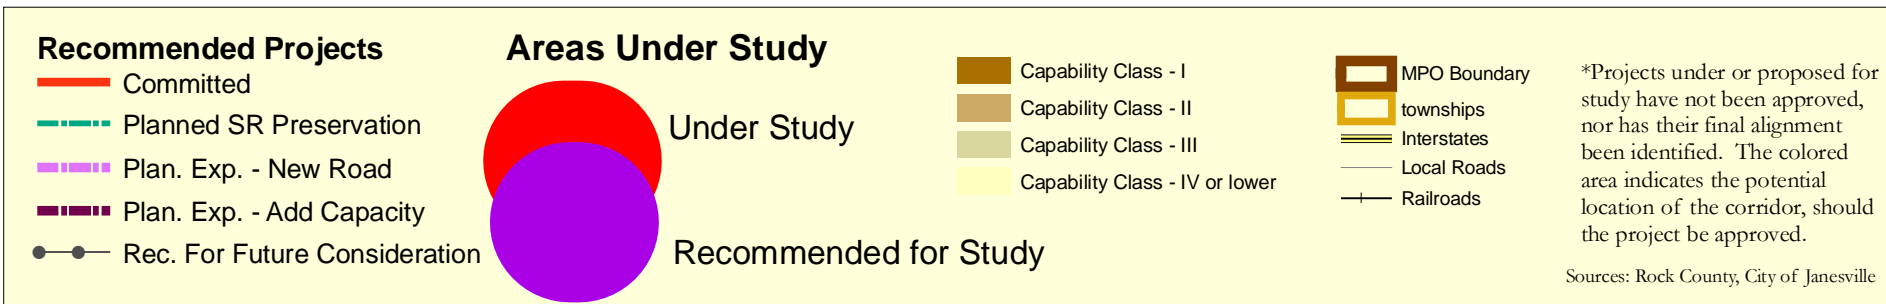 Recommended Projects
Committed
Planned SR Preservation
Plan. Exp. - New Road
Plan. Exp. - Add Capacity
Rec. For Future Consideration
Areas Under Study
Under Study
Recommended for Study
Capability Class - I
Capability Class - II
Capability Class - III
Capability Class - IV or lower
MPO Boundary
townships
Interstates
Local Roads
Railroads
*Projects under or proposed for
study have not been approved,
nor has their final alignment
been identified.  The colored
area indicates the potential
location of the corridor, should
the project be approved.
Sources: Rock County, City of Janesville